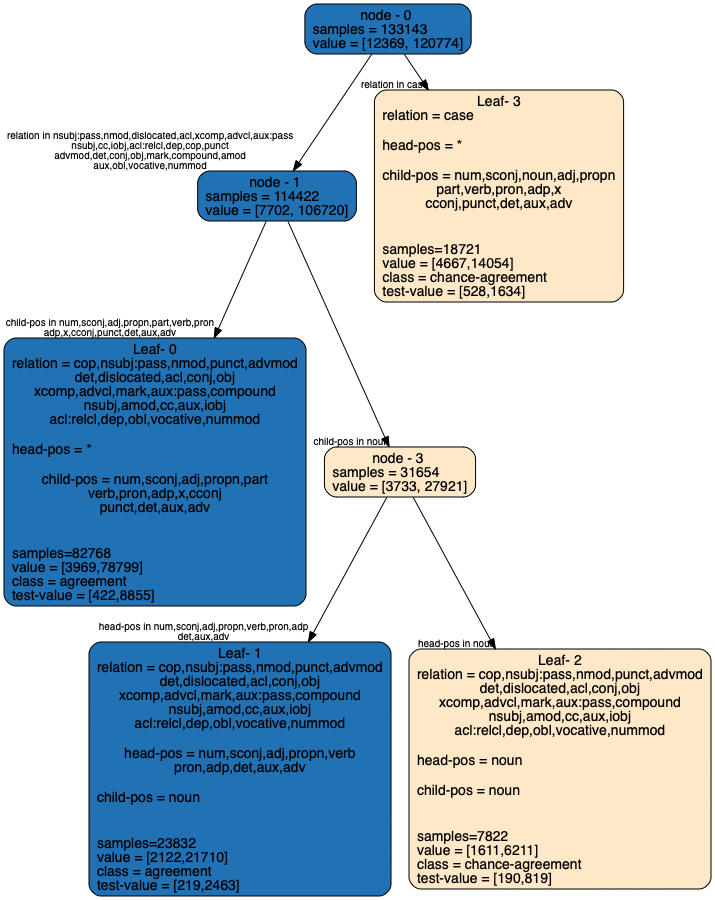 node - 0
samples = 133143
value = [12369, 120774]
relation in case
Leaf- 3
relation = case
head-pos = *
child-pos = num,sconj,noun,adj,propn
part,verb,pron,adp,x
cconj,punct,det,aux,adv
samples=18721
value = [4667,14054]
class = chance-agreement
test-value = [528,1634]
relation in nsubj:pass,nmod,dislocated,acl,xcomp,advcl,aux:pass
nsubj,cc,iobj,acl:relcl,dep,cop,punct
advmod,det,conj,obj,mark,compound,amod
aux,obl,vocative,nummod
node - 1
samples = 114422
value = [7702, 106720]
child-pos in num,sconj,adj,propn,part,verb,pron
adp,x,cconj,punct,det,aux,adv
Leaf- 0
relation = cop,nsubj:pass,nmod,punct,advmod
det,dislocated,acl,conj,obj
xcomp,advcl,mark,aux:pass,compound
nsubj,amod,cc,aux,iobj
acl:relcl,dep,obl,vocative,nummod
head-pos = *
child-pos = num,sconj,adj,propn,part
verb,pron,adp,x,cconj
punct,det,aux,adv
samples=82768
value = [3969,78799]
class = agreement
test-value = [422,8855]
child-pos in noun
node - 3
samples = 31654
value = [3733, 27921]
head-pos in num,sconj,adj,propn,verb,pron,adp
det,aux,adv
Leaf- 1
relation = cop,nsubj:pass,nmod,punct,advmod
det,dislocated,acl,conj,obj
xcomp,advcl,mark,aux:pass,compound
nsubj,amod,cc,aux,iobj
acl:relcl,dep,obl,vocative,nummod
head-pos = num,sconj,adj,propn,verb
pron,adp,det,aux,adv
child-pos = noun
samples=23832
value = [2122,21710]
class = agreement
test-value = [219,2463]
head-pos in noun
Leaf- 2
relation = cop,nsubj:pass,nmod,punct,advmod
det,dislocated,acl,conj,obj
xcomp,advcl,mark,aux:pass,compound
nsubj,amod,cc,aux,iobj
acl:relcl,dep,obl,vocative,nummod
head-pos = noun
child-pos = noun
samples=7822
value = [1611,6211]
class = chance-agreement
test-value = [190,819]